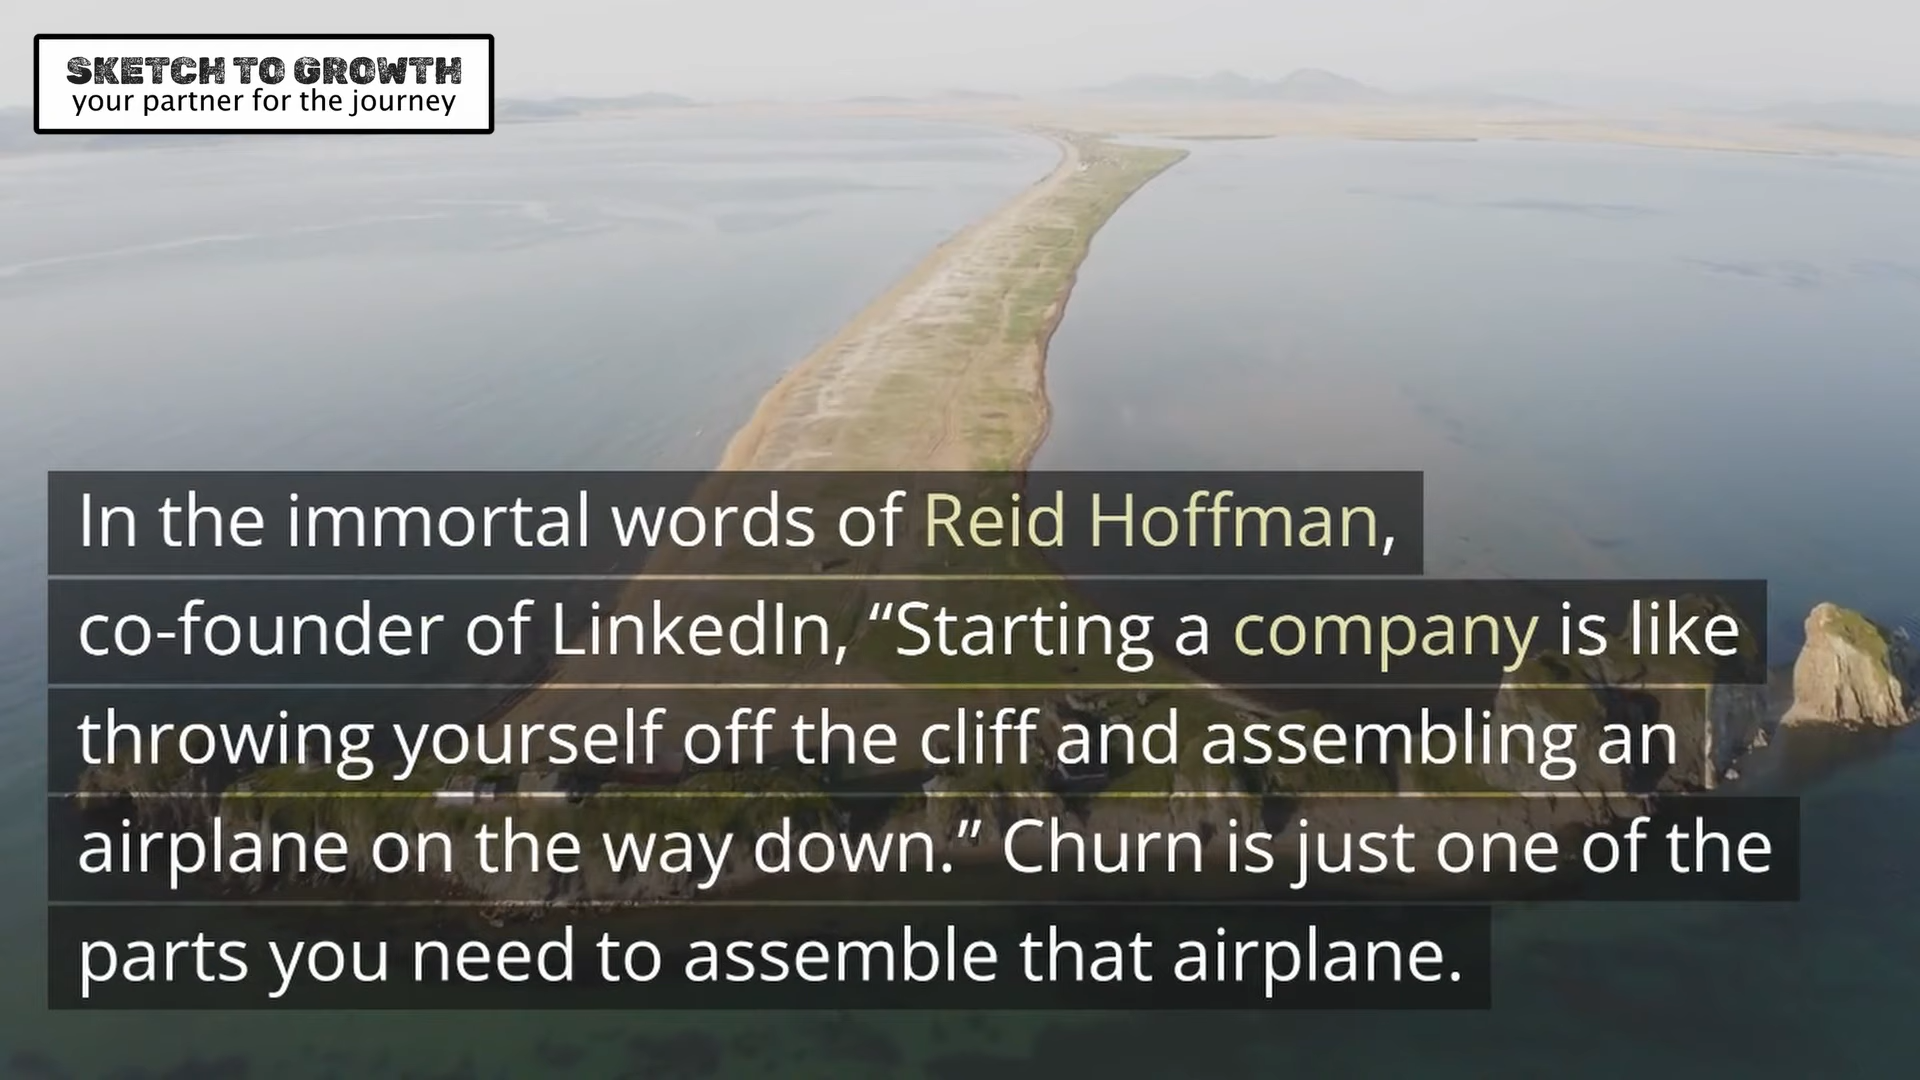 SKETCH TO GROWTH
your partner for the journey
In the immortal words of Reid Hoffman,
co-founder of LinkedIn, “Starting a company is like
throwing yourself off the cliff and assembling an
airplane on the way down.” Churn is just one of the
parts you need to assemble that airplane.